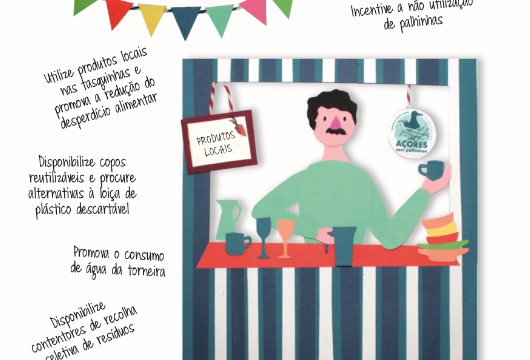 Incentive a não utilização
de palhinhas
Utilize produtos locais
nas tasquinhas e
promova a redução do
desperdício alimentar
PRODUTOS
LOCAIS
AÇORES
sem palhinhas
Disponibilize copos
reutilizáveis e procure
alternativas à loiça de
plástico descartável
Promova o consumo
de água da torneira
Disponibilize
contentores de recolha
seletiva de resíduos